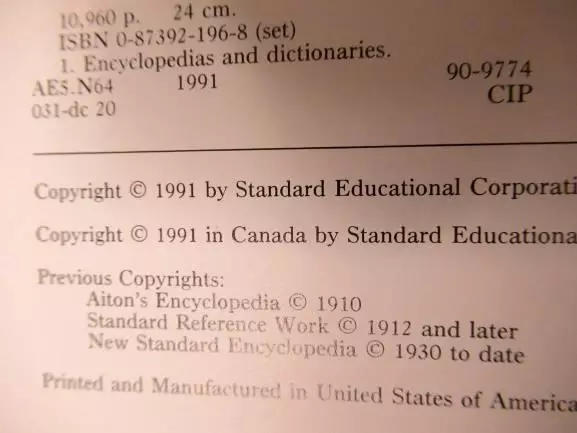 10,960 p. 24 cm.
ISBN 0-87392-196-8 (set)
1. Encyclopedias and dictionaries.
AE5.N64 1991 90-9774
031-dc 20 CIP
Copyright © 1991 by Standard Educational Corporati
Copyright © 1991 in Canada by Standard Educationa
Previous Copyrights:
Aiton's Encyclopedia © 1910
Standard Reference Work © 1912 and later
New Standard Encyclopedia © 1930 to date
Printed and Manufactured in United States of America